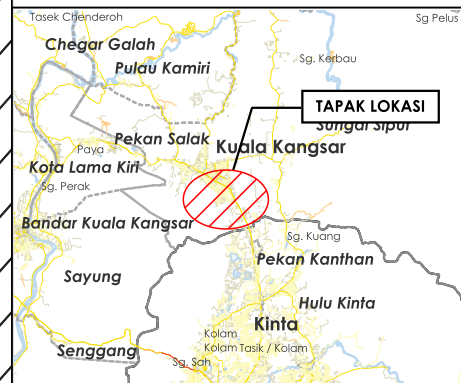 Tasek Chenderoh
Sg Pelus
Chegar Galah
Pulau Kamiri
Sg. Kerbau
TAPAK LOKASI
Sungai Siput
Pekan Salak
Kuala Kangsar
Paya
Kota Lama Kiri
Sg. Perak
Bandar Kuala Kangsar
Sg. Kuang
Pekan Kanthan
Sayung
Hulu Kinta
Kinta
Kolam
Kolam Tasik / Kolam
Senggang
Sg. Sah